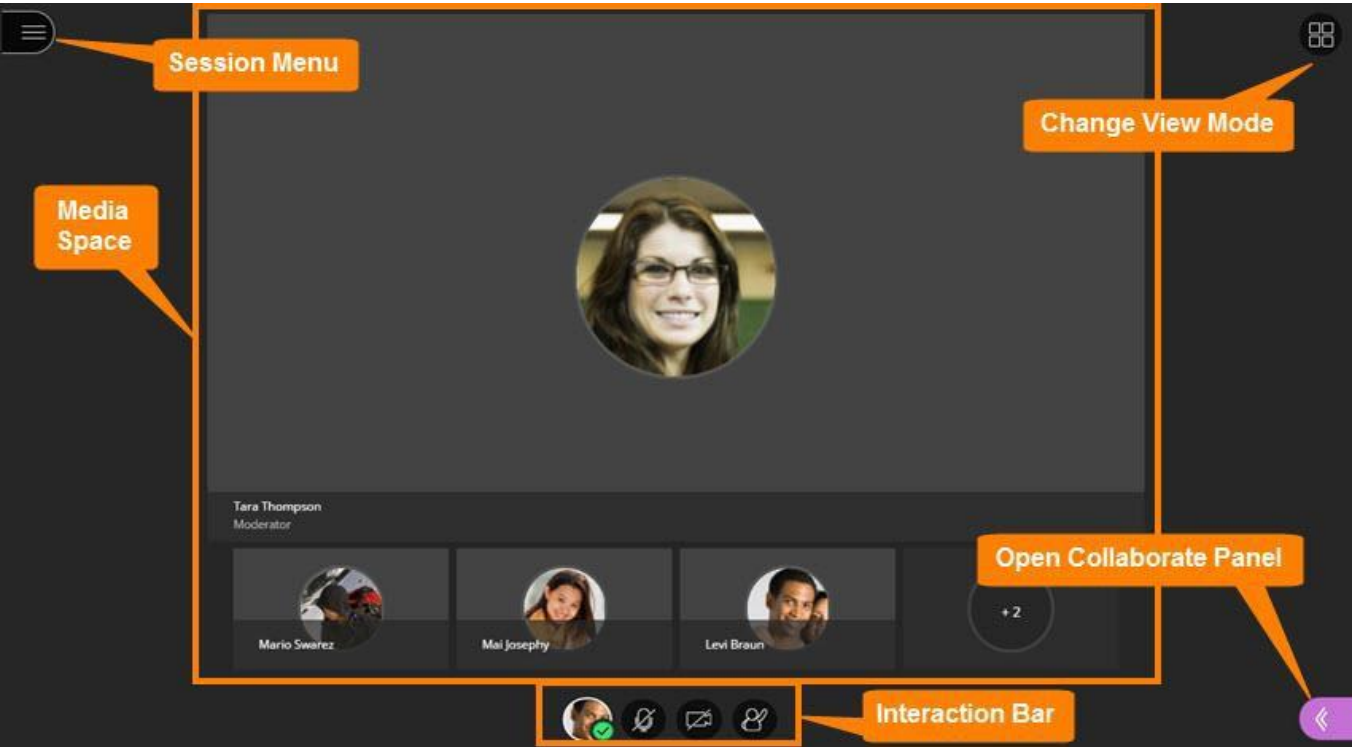 Session Menu
Change View Mode
Media
Space
Tara Thompson
Moderator
Open Collaborate Panel
+2
Mario Swarez
Mai Josephy
Levi Braun
Interaction Bar